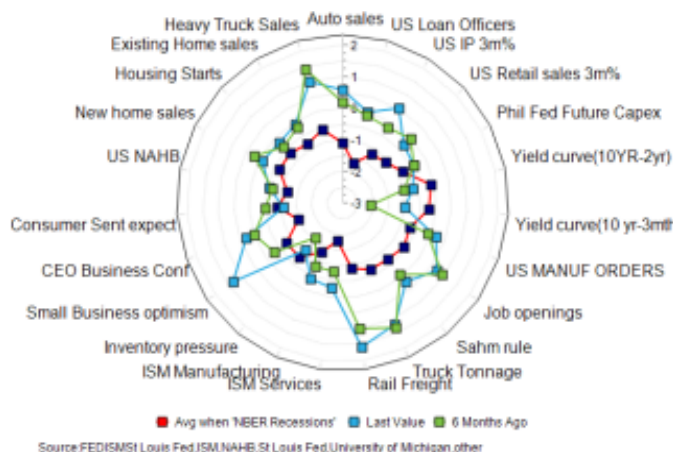 Auto sales
US Loan Officers
US IP 3m%
US Retail sales 3m%
Phil Fed Future Capex
Yield curve(10YR-2yr)
Yield curve(10 yr-3mth
US MANUF ORDERS
Job openings
Sahm rule
Truck Tonnage
Rail Freight
ISM Services
ISM Manufacturing
Inventory pressure
Small Business optimism
CEO Business Conf
Consumer Sent expect
US NAHB
New home sales
Housing Starts
Existing Home sales
Heavy Truck Sales
2
1
0
-1
-2
-3
Avg when 'NBER Recessions'
Last Value
6 Months Ago
Source:FEDISMSt Louis Fed,ISM,NAHB,St Louis Fed,University of Michigan,other